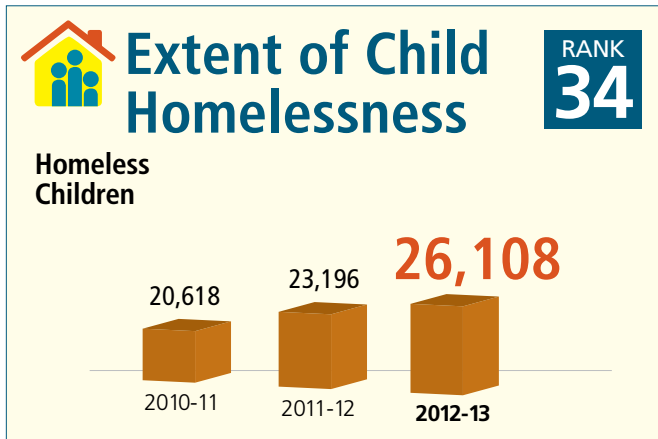 Extent of Child
Homelessness
RANK
34
Homeless
Children
20,618
23,196
26,108
2010-11
2011-12
2012-13